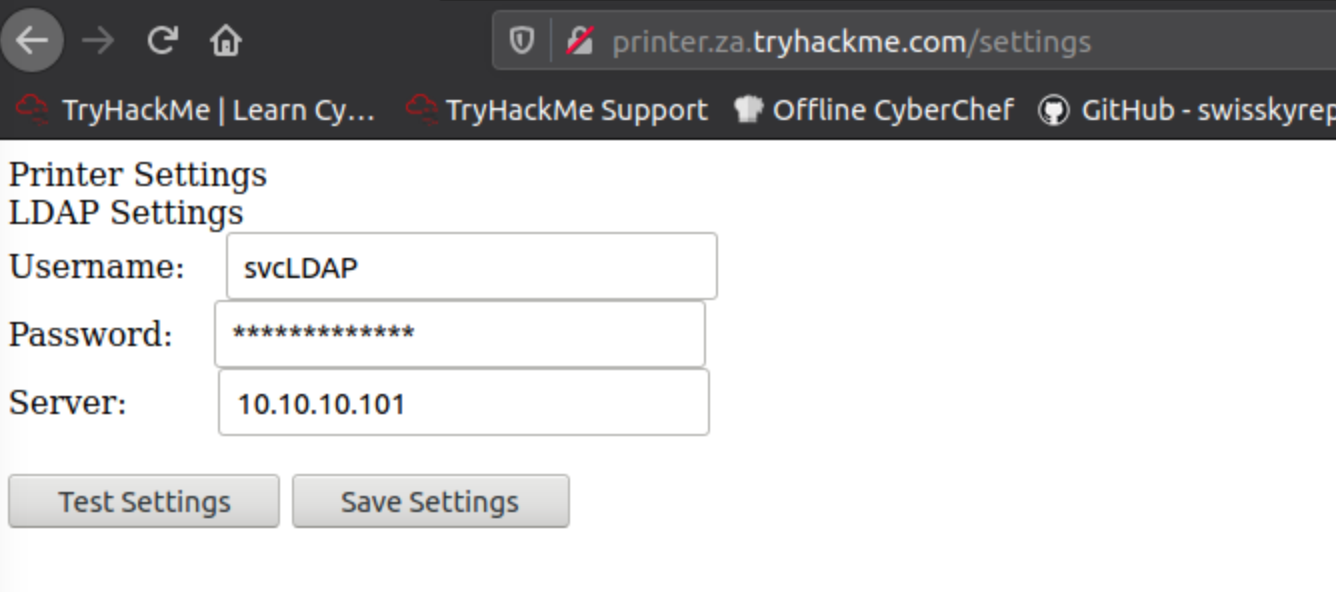 printer.za.tryhackme.com/settings
TryHackMe | Learn Cy… TryHackMe Support Offline CyberChef GitHub - swisskyrep
Printer Settings
LDAP Settings
Username: svcLDAP
Password: *************
Server: 10.10.10.101
Test Settings Save Settings